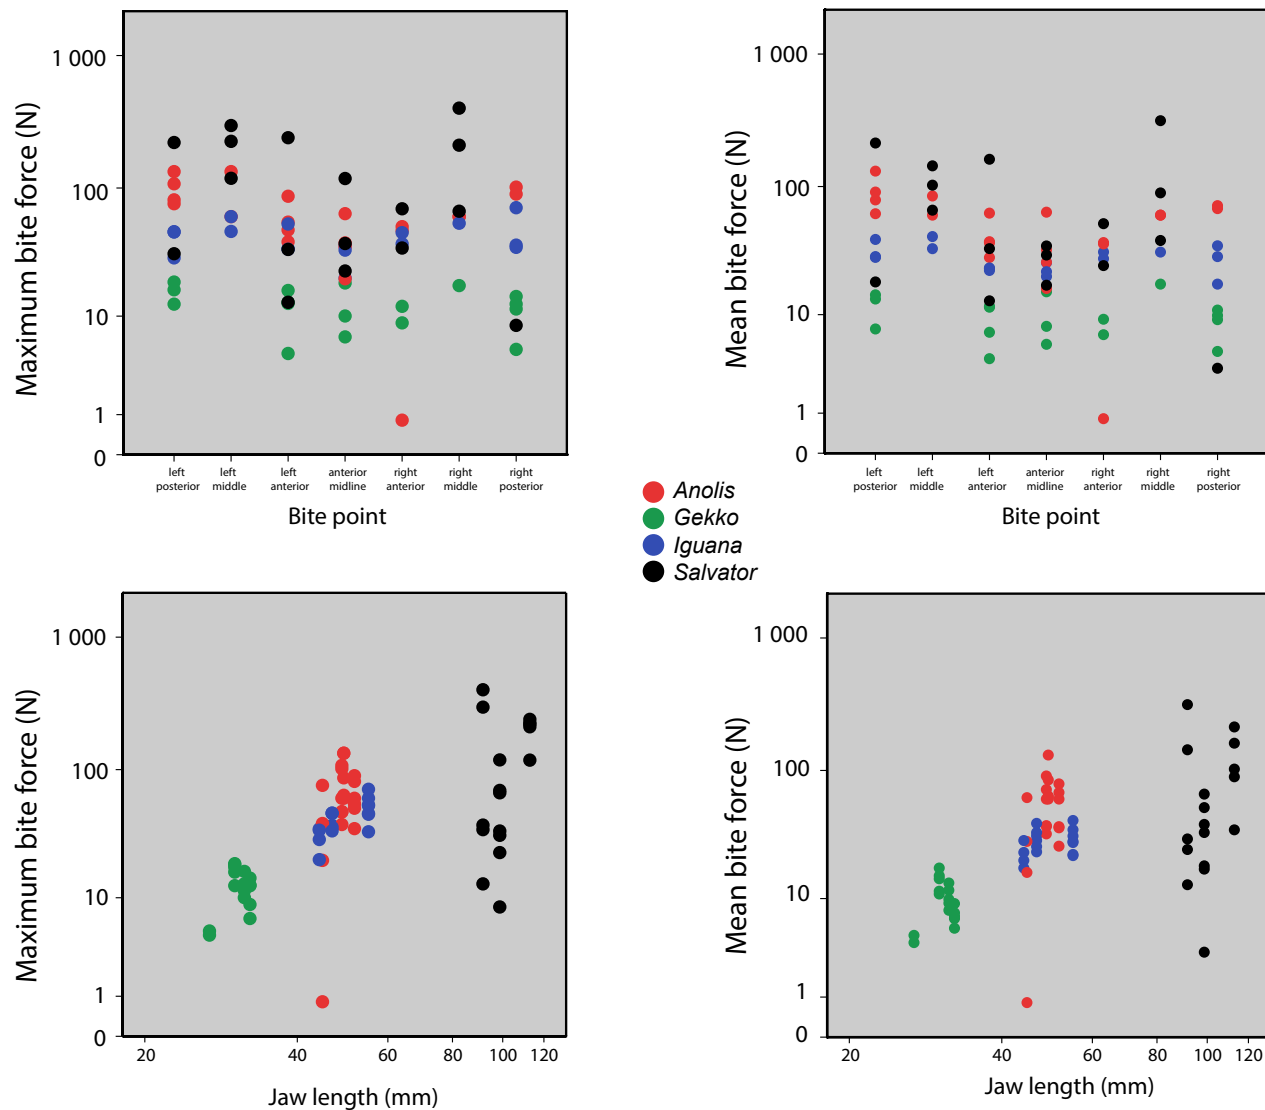 Maximum bite force (N)
1 000
100
10
1
0
left posterior
left middle
left anterior
anterior midline
right anterior
right middle
right posterior
Bite point
Mean bite force (N)
1 000
100
10
1
0
left posterior
left middle
left anterior
anterior midline
right anterior
right middle
right posterior
Bite point
Anolis
Gekko
Iguana
Salvator
Maximum bite force (N)
1 000
100
10
1
0
20 40 60 80 100 120
Jaw length (mm)
Mean bite force (N)
1 000
100
10
1
0
20 40 60 80 100 120
Jaw length (mm)